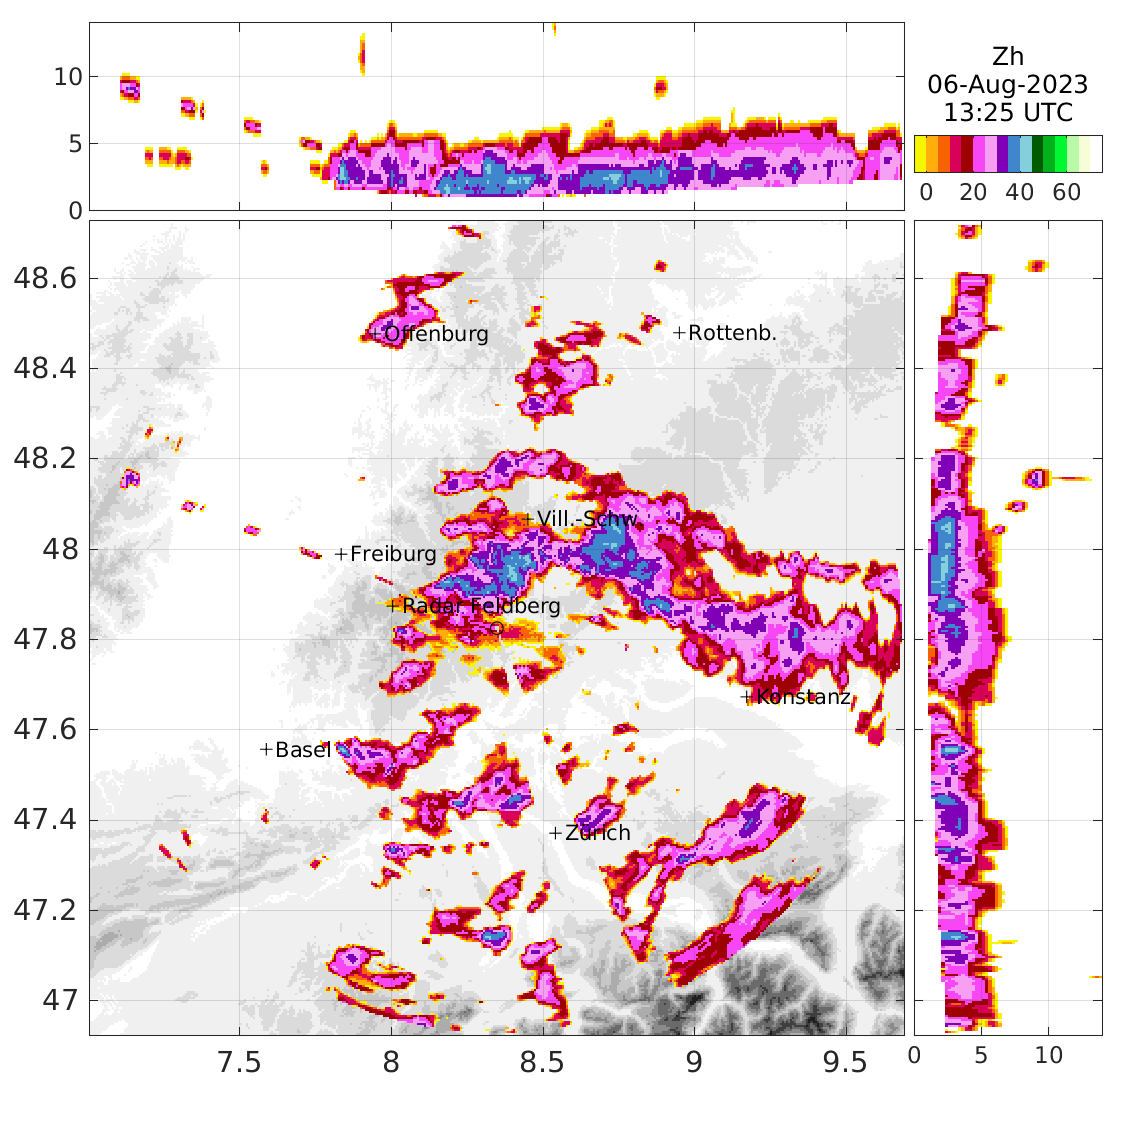 10
5
0
Zh
06-Aug-2023
13:25 UTC
0 20 40 60
48.6
48.4
48.2
48
47.8
47.6
47.4
47.2
47
+Offenburg
+Rottenb.
+Vill.-Schw.
+Freiburg
+Radar Feldberg
+Konstanz
+Basel
+Zurich
7.5 8 8.5 9 9.5
0 5 10